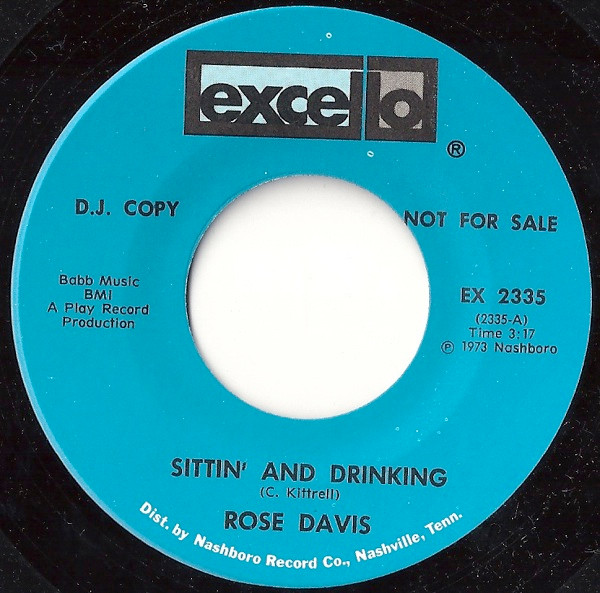 excello
®
D.J. COPY
NOT FOR SALE
Babb Music
BMI
A Play Record
Production
EX 2335
(2335-A)
Time 3:17
℗ 1973 Nashboro
SITTIN' AND DRINKING
(C. Kittrell)
ROSE DAVIS
Dist. by Nashboro Record Co., Nashville, Tenn.